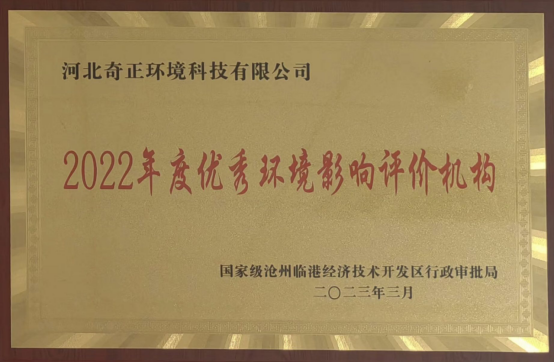 河北奇正环境科技有限公司
2022年度优秀环境影响评价机构
国家级沧州临港经济技术开发区行政审批局
二〇二三年三月